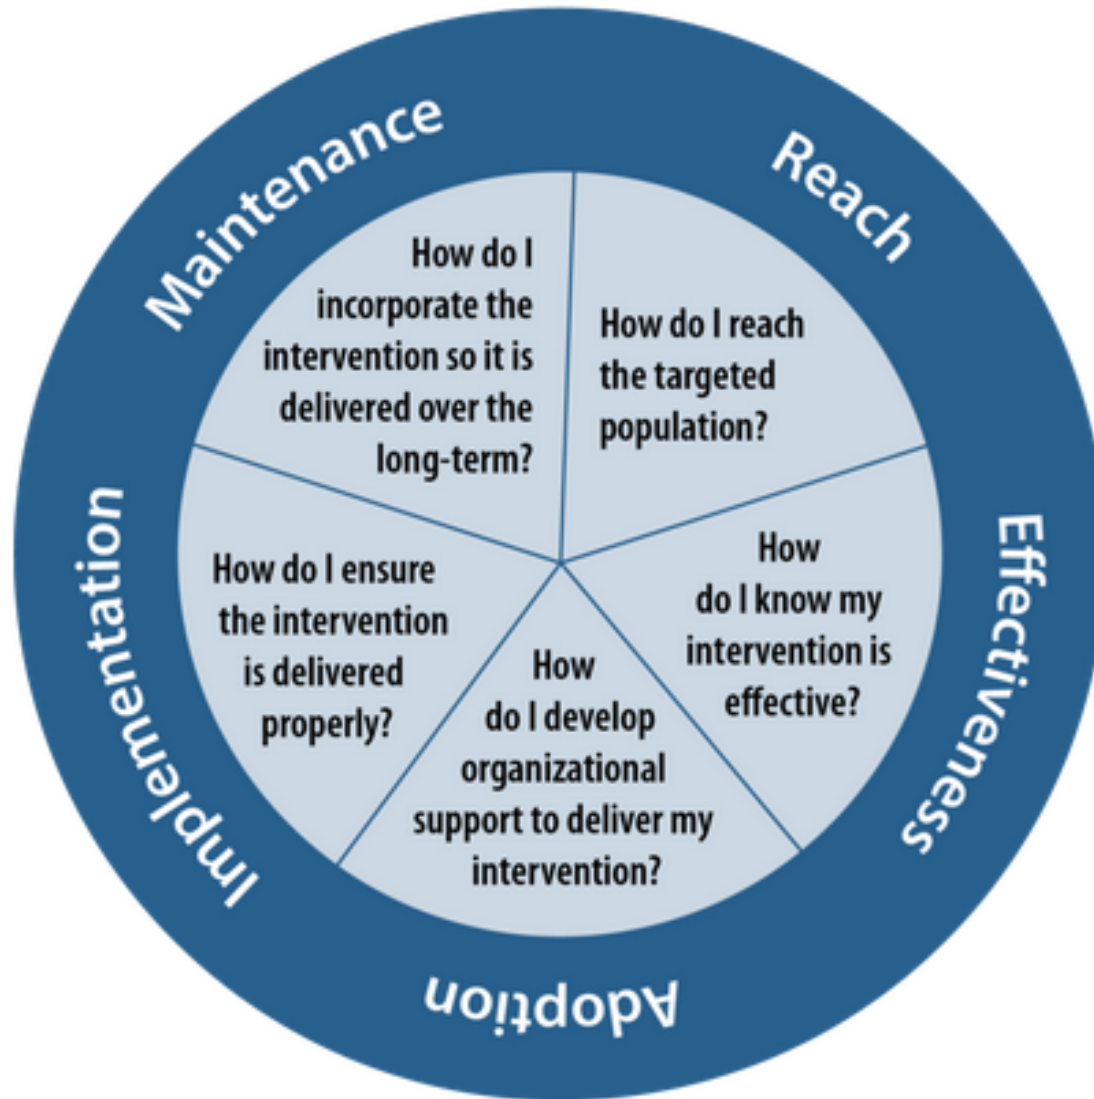 Reach
How do I reach
the targeted
population?
Effectiveness
How
do I know my
intervention is
effective?
Adoption
How
do I develop
organizational
support to deliver my
intervention?
Implementation
How do I ensure
the intervention
is delivered
properly?
Maintenance
How do I
incorporate the
intervention so it is
delivered over the
long-term?